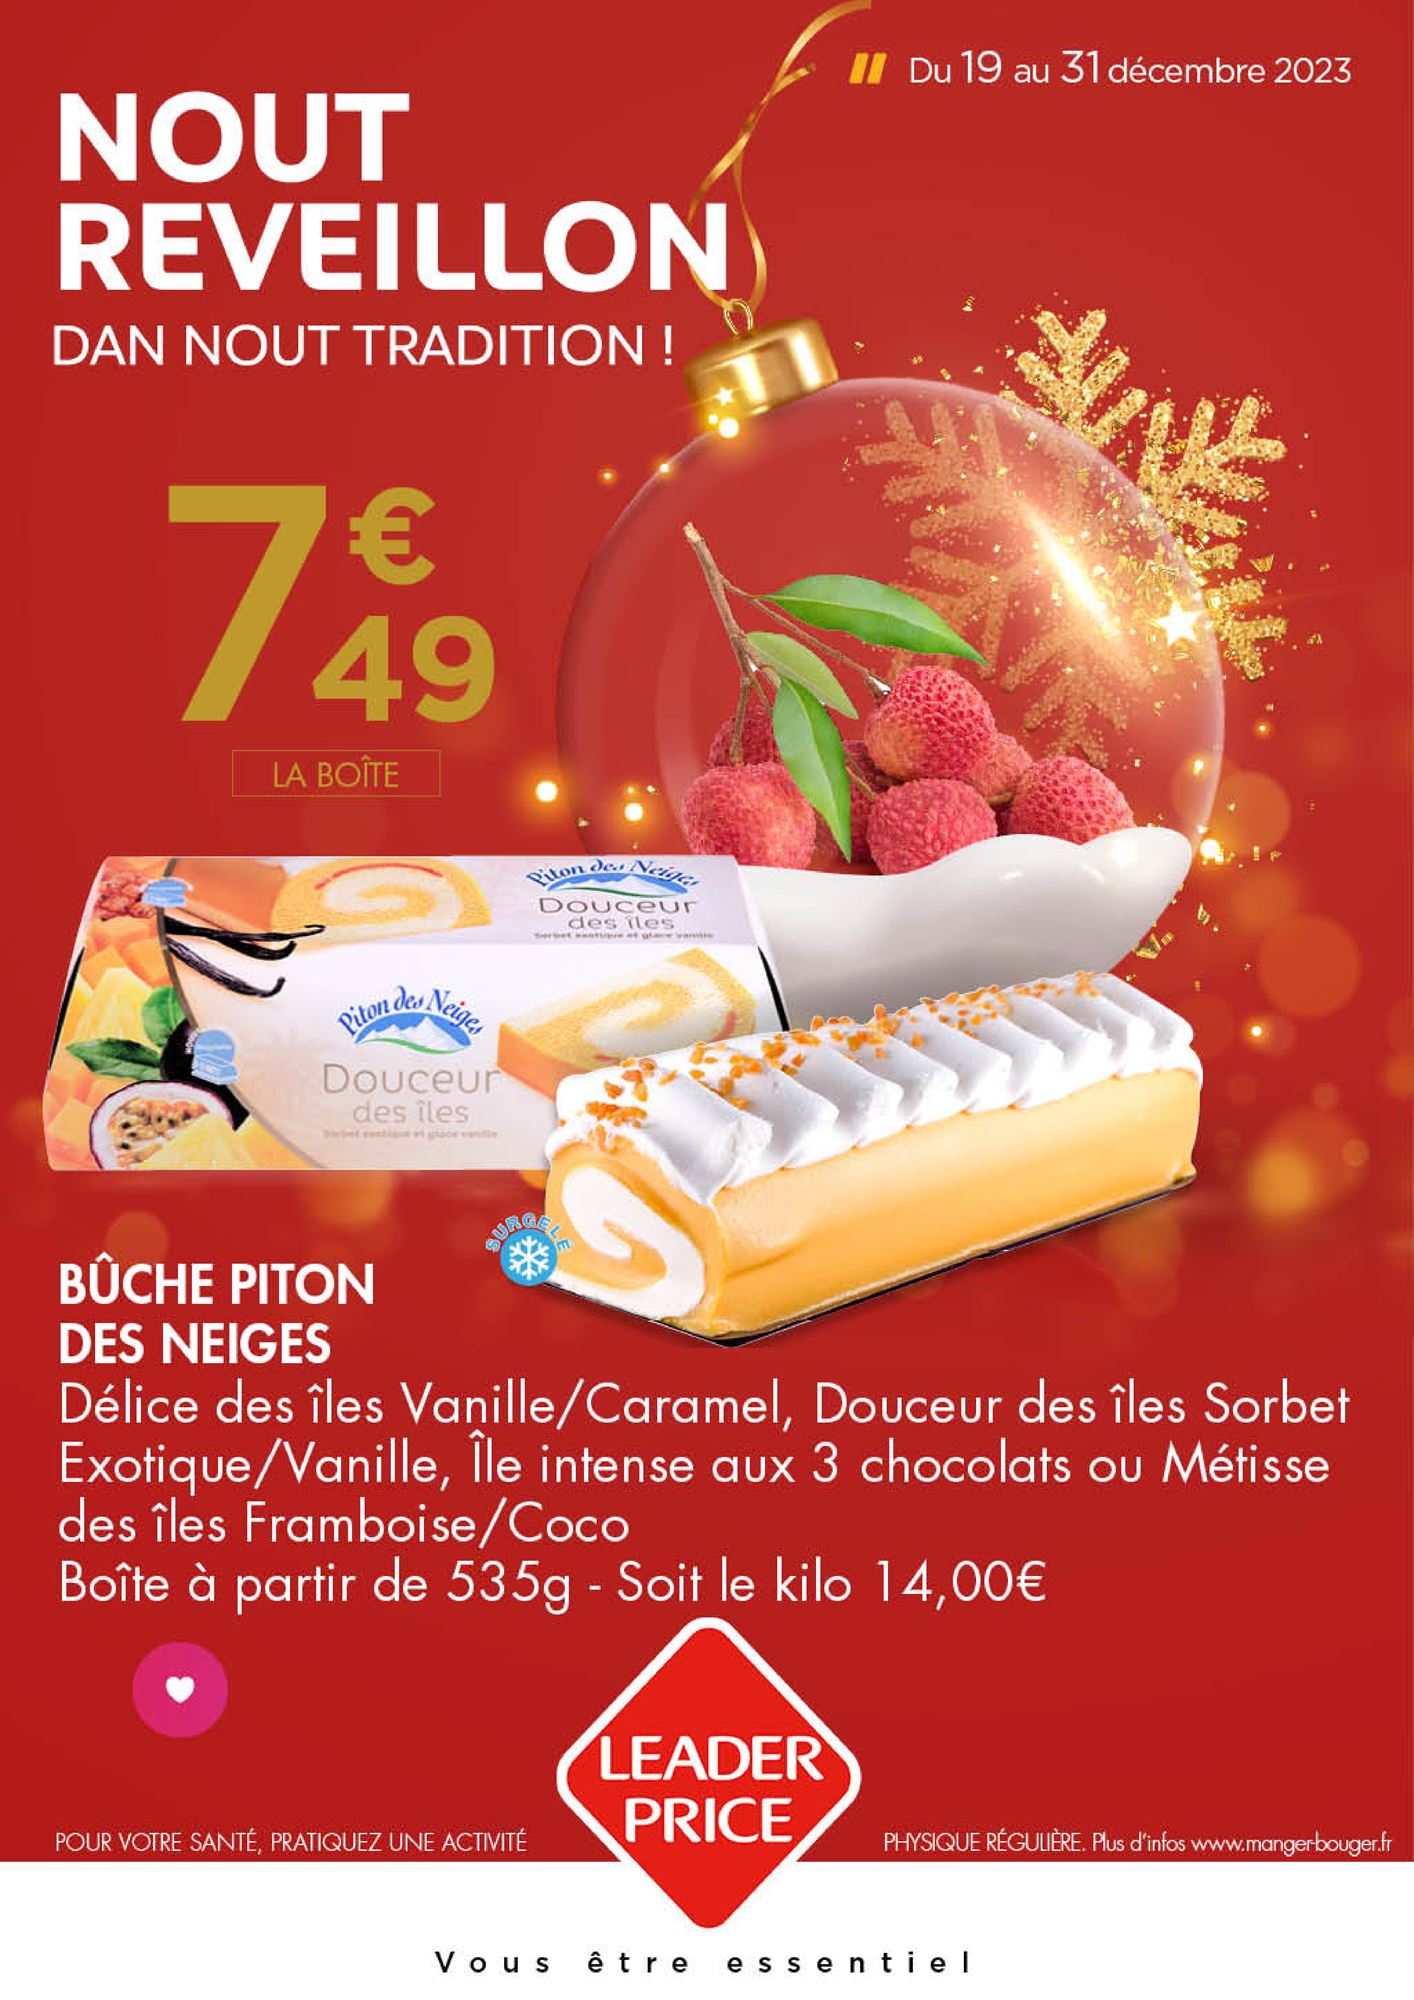 Du 19 au 31 décembre 2023
NOUT
REVEILLON
DAN NOUT TRADITION !
7€49
LA BOÎTE
Piton des Neiges
Douceur
des îles
Sorbet exotique et glace vanille
Piton des Neiges
Douceur
des îles
Sorbet exotique et glace vanille
SURGELÉ
BÛCHE PITON
DES NEIGES
Délice des îles Vanille/Caramel, Douceur des îles Sorbet
Exotique/Vanille, Île intense aux 3 chocolats ou Métisse
des îles Framboise/Coco
Boîte à partir de 535g - Soit le kilo 14,00€
LEADER
PRICE
POUR VOTRE SANTÉ, PRATIQUEZ UNE ACTIVITÉ PHYSIQUE RÉGULIÈRE. Plus d'infos www.manger-bouger.fr
Vous être essentiel